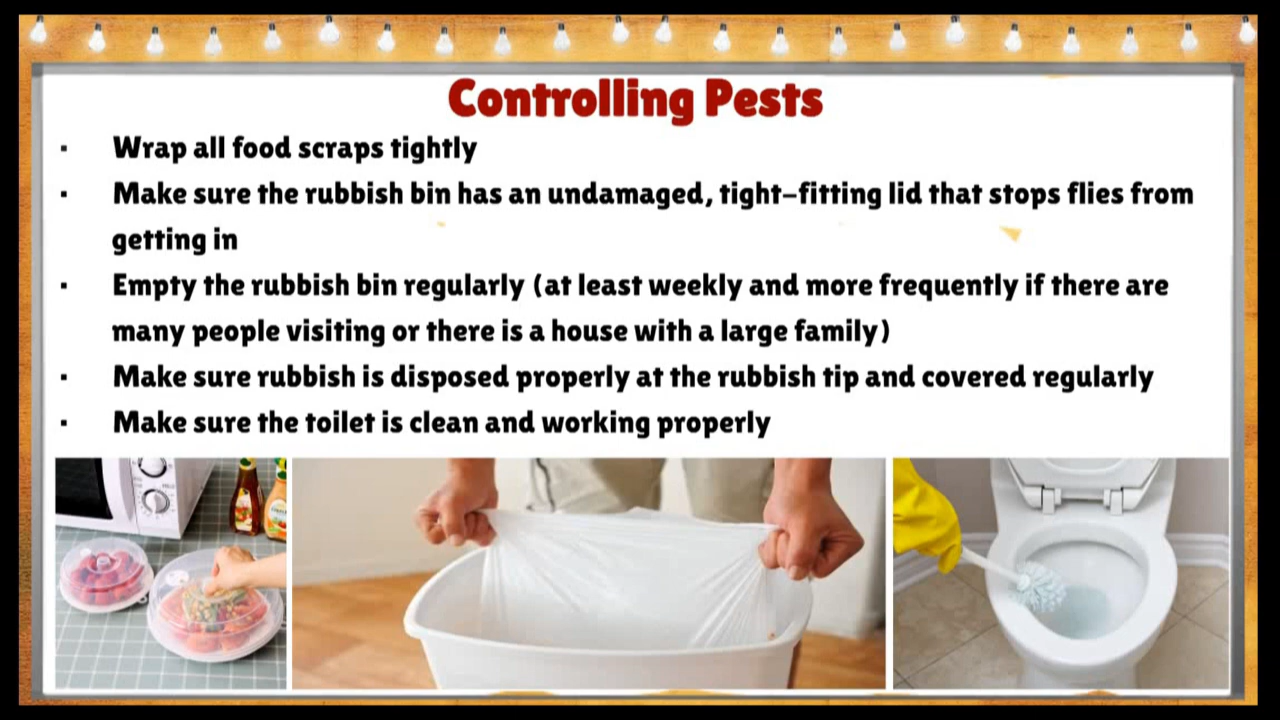 Controlling Pests
▪ Wrap all food scraps tightly
▪ Make sure the rubbish bin has an undamaged, tight-fitting lid that stops flies from
getting in
▪ Empty the rubbish bin regularly (at least weekly and more frequently if there are
many people visiting or there is a house with a large family)
▪ Make sure rubbish is disposed properly at the rubbish tip and covered regularly
▪ Make sure the toilet is clean and working properly